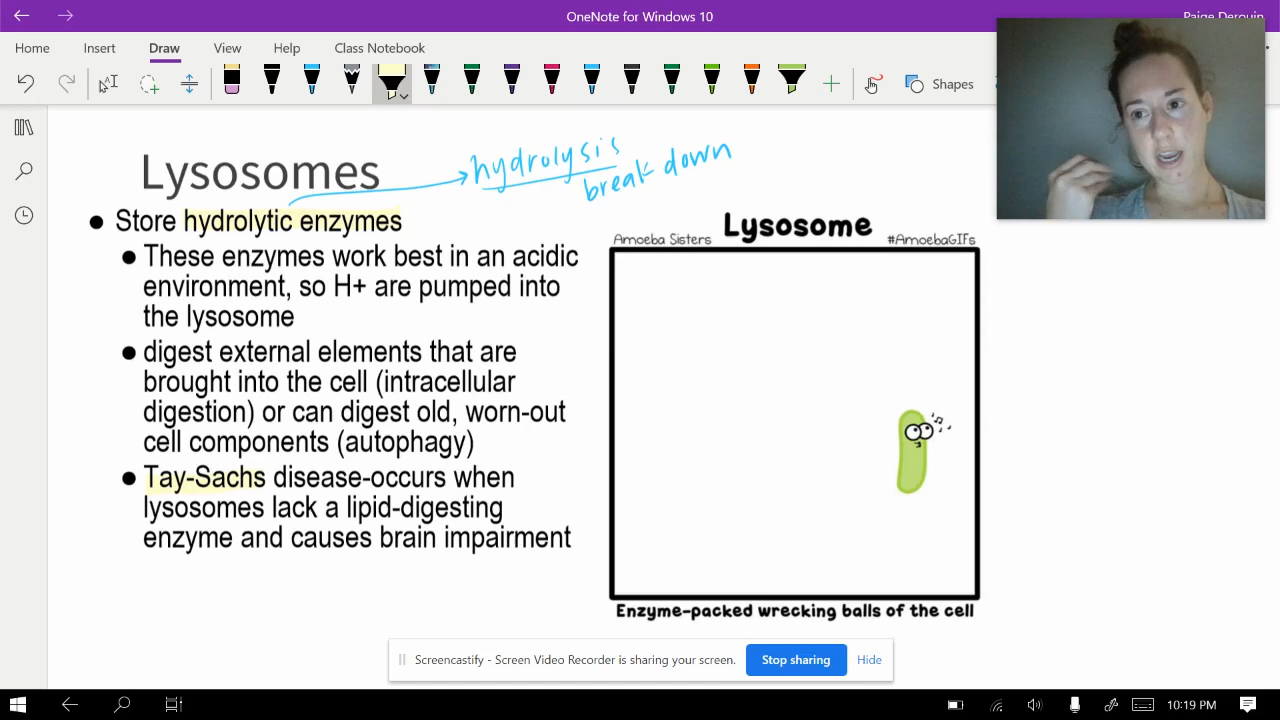 OneNote for Windows 10
Paige Derouin
Home Insert Draw View Help Class Notebook
Shapes
Lysosomes
hydrolysis
break down
Store hydrolytic enzymes
These enzymes work best in an acidic
environment, so H+ are pumped into
the lysosome
digest external elements that are
brought into the cell (intracellular
digestion) or can digest old, worn-out
cell components (autophagy)
Tay-Sachs disease-occurs when
lysosomes lack a lipid-digesting
enzyme and causes brain impairment
Lysosome
Amoeba Sisters #AmoebaGIFs
Enzyme-packed wrecking balls of the cell
Screencastify - Screen Video Recorder is sharing your screen. Stop sharing Hide
10:19 PM